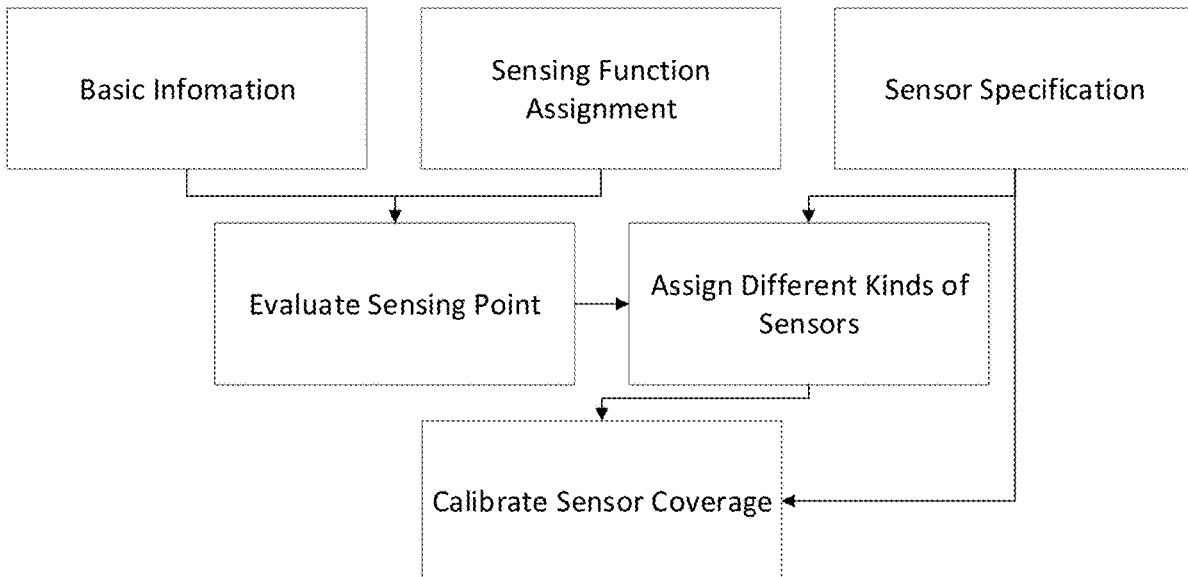 Basic Infomation
Sensing Function
Assignment
Sensor Specification
Evaluate Sensing Point
Assign Different Kinds of
Sensors
Calibrate Sensor Coverage